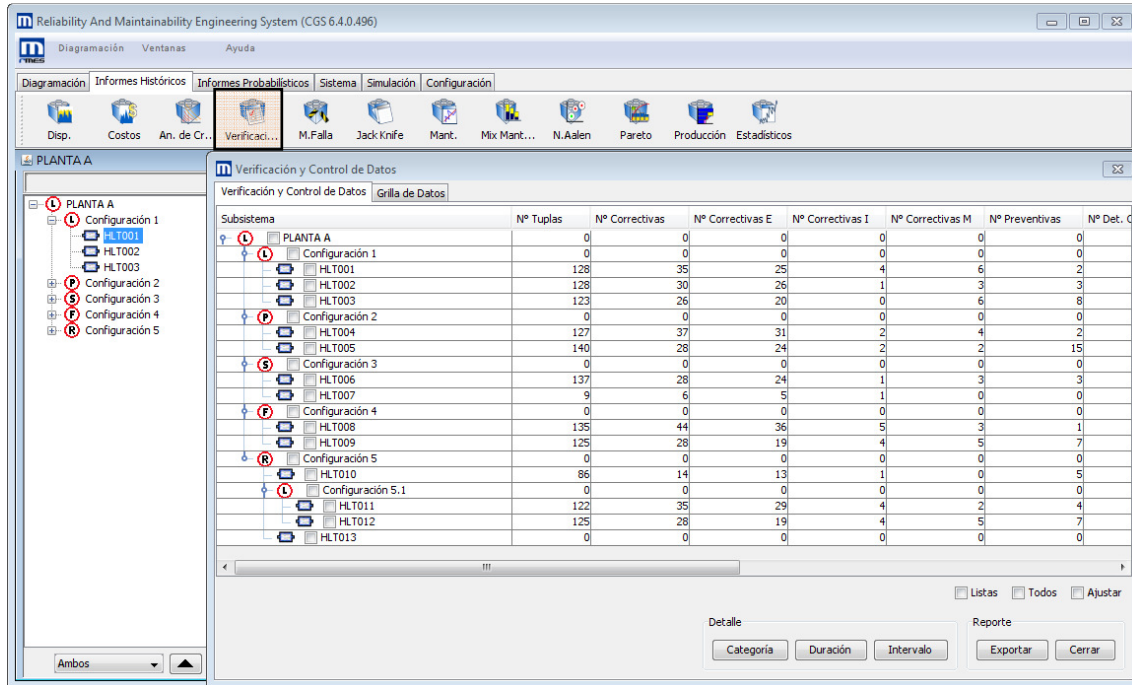 Reliability And Maintainability Engineering System (CGS 6.4.0.496)
Diagramación Ventanas Ayuda
Diagramación Informes Históricos Informes Probabilísticos Sistema Simulación Configuración
Disp. Costos An. de Cr... Verificaci... M.Falla Jack Knife Mant. Mix Mant... N.Aalen Pareto Producción Estadísticos
PLANTA A
PLANTA A
Configuración 1
HLT001
HLT002
HLT003
Configuración 2
Configuración 3
Configuración 4
Configuración 5
Ambos
Verificación y Control de Datos
Verificación y Control de Datos Grilla de Datos
Subsistema Nº Tuplas Nº Correctivas Nº Correctivas E Nº Correctivas I Nº Correctivas M Nº Preventivas Nº Det. C
PLANTA A 0 0 0 0 0 0
Configuración 1 0 0 0 0 0 0
HLT001 128 35 25 4 6 2
HLT002 128 30 26 1 3 3
HLT003 123 26 20 0 6 8
Configuración 2 0 0 0 0 0 0
HLT004 127 37 31 2 4 2
HLT005 140 28 24 2 2 15
Configuración 3 0 0 0 0 0 0
HLT006 137 28 24 1 3 3
HLT007 9 6 5 1 0 0
Configuración 4 0 0 0 0 0 0
HLT008 135 44 36 5 3 1
HLT009 125 28 19 4 5 7
Configuración 5 0 0 0 0 0 0
HLT010 86 14 13 1 0 5
Configuración 5.1 0 0 0 0 0 0
HLT011 122 35 29 4 2 4
HLT012 125 28 19 4 5 7
HLT013 0 0 0 0 0 0
Listas Todos Ajustar
Detalle Reporte
Categoría Duración Intervalo Exportar Cerrar